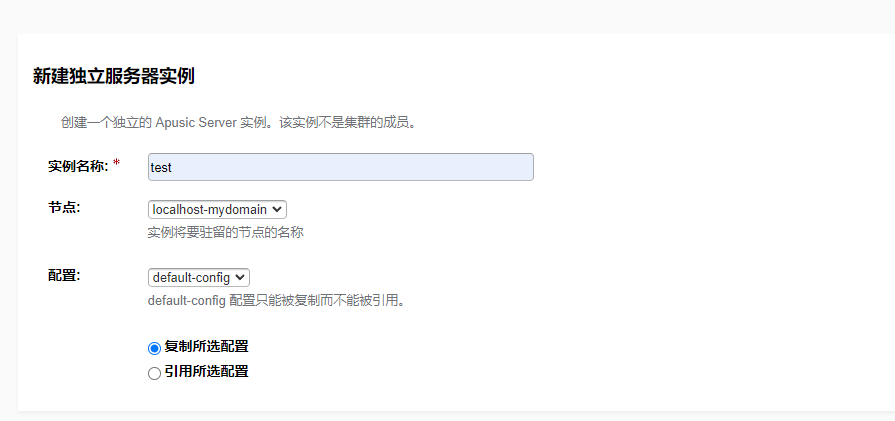 新建独立服务器实例
创建一个独立的 Apusic Server 实例。该实例不是集群的成员。
实例名称: * test
节点: localhost-mydomain
实例将要驻留的节点的名称
配置: default-config
default-config 配置只能被复制而不能被引用。
复制所选配置
引用所选配置